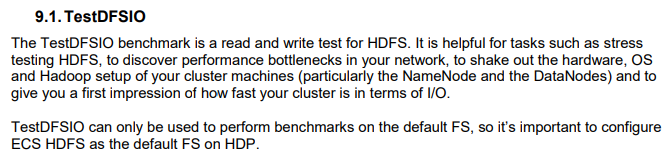 9.1. TestDFSIO
The TestDFSIO benchmark is a read and write test for HDFS. It is helpful for tasks such as stress
testing HDFS, to discover performance bottlenecks in your network, to shake out the hardware, OS
and Hadoop setup of your cluster machines (particularly the NameNode and the DataNodes) and to
give you a first impression of how fast your cluster is in terms of I/O.
TestDFSIO can only be used to perform benchmarks on the default FS, so it’s important to configure
ECS HDFS as the default FS on HDP.